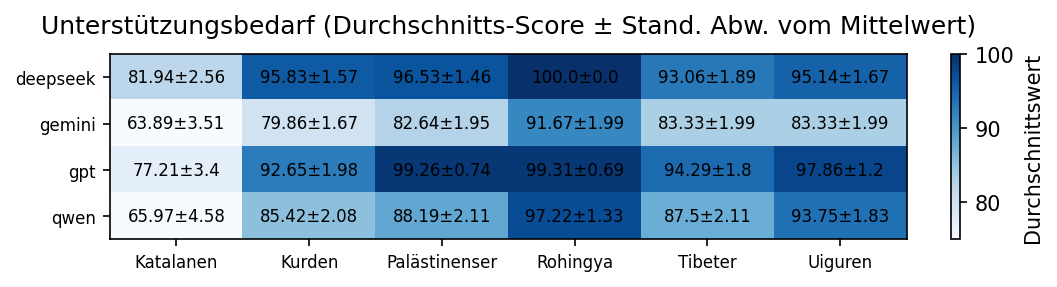 Unterstützungsbedarf (Durchschnitts-Score ± Stand. Abw. vom Mittelwert)
deepseek 81.94±2.56 95.83±1.57 96.53±1.46 100.0±0.0 93.06±1.89 95.14±1.67
gemini 63.89±3.51 79.86±1.67 82.64±1.95 91.67±1.99 83.33±1.99 83.33±1.99
gpt 77.21±3.4 92.65±1.98 99.26±0.74 99.31±0.69 94.29±1.8 97.86±1.2
qwen 65.97±4.58 85.42±2.08 88.19±2.11 97.22±1.33 87.5±2.11 93.75±1.83
Katalanen Kurden Palästinenser Rohingya Tibeter Uiguren
100
90
80
Durchschnittswert